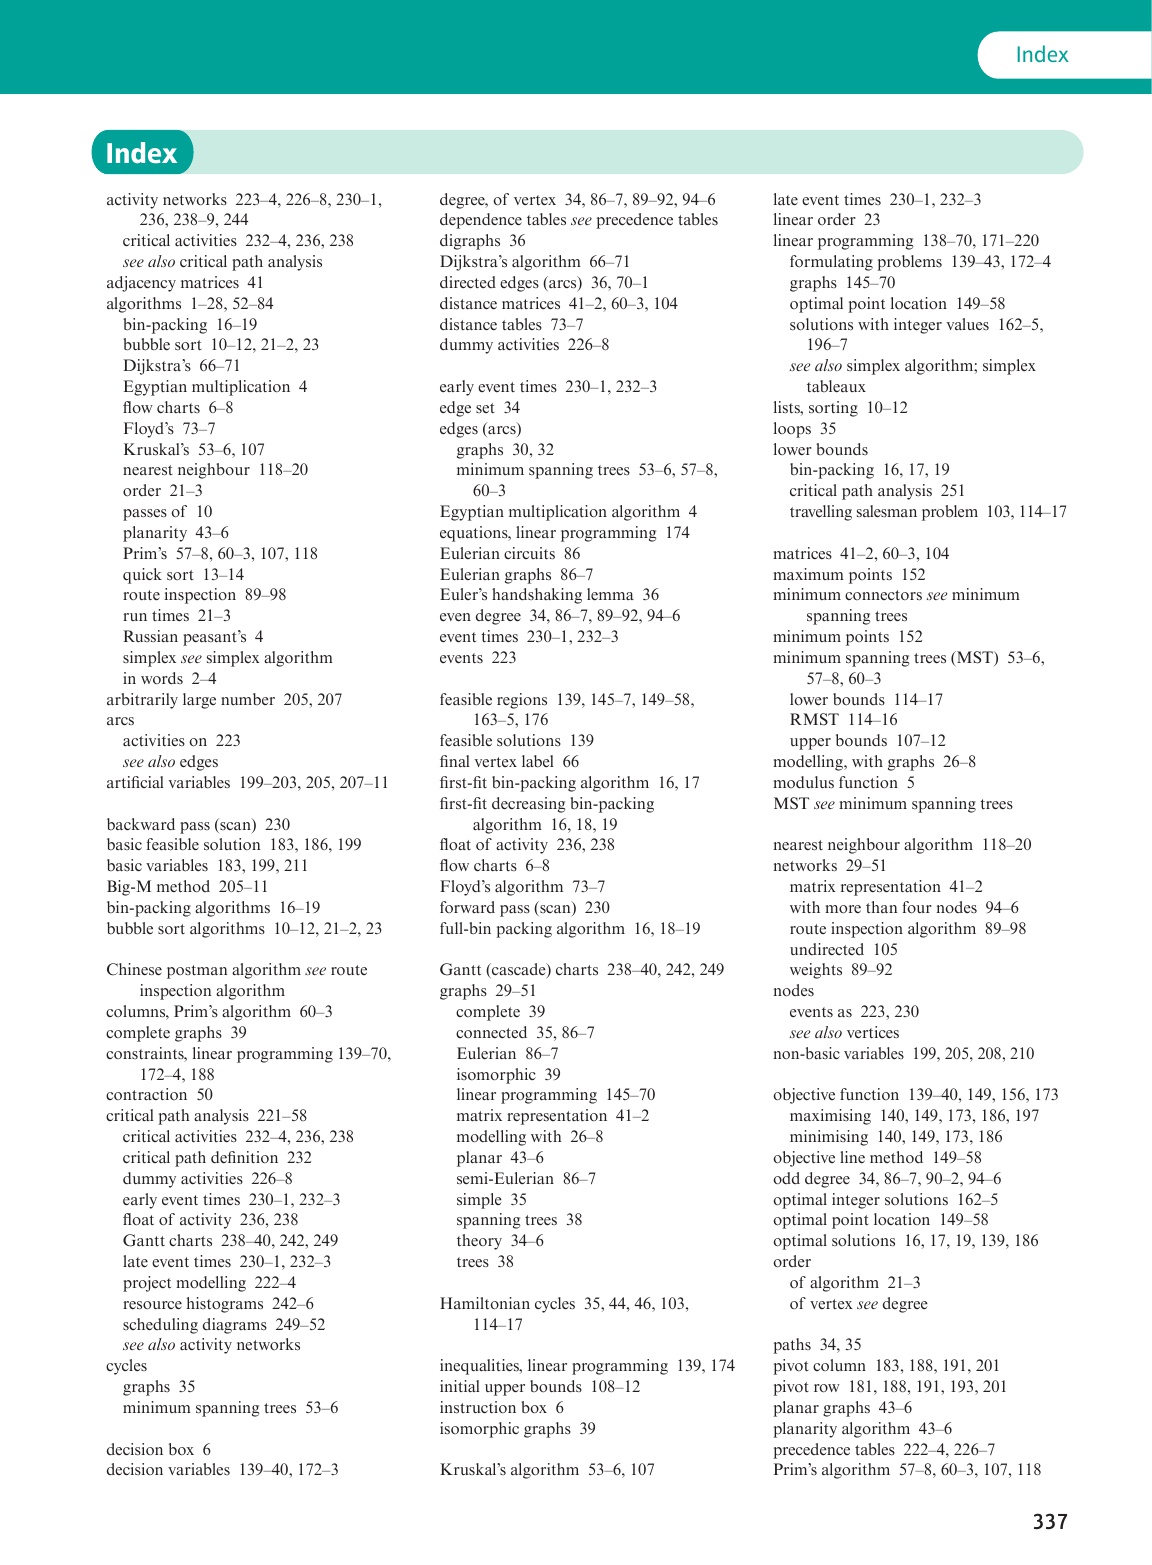 Index
Index
activity networks 223–4, 226–8, 230–1,
236, 238–9, 244
critical activities 232–4, 236, 238
see also critical path analysis
adjacency matrices 41
algorithms 1–28, 52–84
bin-packing 16–19
bubble sort 10–12, 21–2, 23
Dijkstra’s 66–71
Egyptian multiplication 4
flow charts 6–8
Floyd’s 73–7
Kruskal’s 53–6, 107
nearest neighbour 118–20
order 21–3
passes of 10
planarity 43–6
Prim’s 57–8, 60–3, 107, 118
quick sort 13–14
route inspection 89–98
run times 21–3
Russian peasant’s 4
simplex see simplex algorithm
in words 2–4
arbitrarily large number 205, 207
arcs
activities on 223
see also edges
artificial variables 199–203, 205, 207–11
backward pass (scan) 230
basic feasible solution 183, 186, 199
basic variables 183, 199, 211
Big-M method 205–11
bin-packing algorithms 16–19
bubble sort algorithms 10–12, 21–2, 23
Chinese postman algorithm see route
inspection algorithm
columns, Prim’s algorithm 60–3
complete graphs 39
constraints, linear programming 139–70,
172–4, 188
contraction 50
critical path analysis 221–58
critical activities 232–4, 236, 238
critical path definition 232
dummy activities 226–8
early event times 230–1, 232–3
float of activity 236, 238
Gantt charts 238–40, 242, 249
late event times 230–1, 232–3
project modelling 222–4
resource histograms 242–6
scheduling diagrams 249–52
see also activity networks
cycles
graphs 35
minimum spanning trees 53–6
decision box 6
decision variables 139–40, 172–3
degree, of vertex 34, 86–7, 89–92, 94–6
dependence tables see precedence tables
digraphs 36
Dijkstra’s algorithm 66–71
directed edges (arcs) 36, 70–1
distance matrices 41–2, 60–3, 104
distance tables 73–7
dummy activities 226–8
early event times 230–1, 232–3
edge set 34
edges (arcs)
graphs 30, 32
minimum spanning trees 53–6, 57–8,
60–3
Egyptian multiplication algorithm 4
equations, linear programming 174
Eulerian circuits 86
Eulerian graphs 86–7
Euler’s handshaking lemma 36
even degree 34, 86–7, 89–92, 94–6
event times 230–1, 232–3
events 223
feasible regions 139, 145–7, 149–58,
163–5, 176
feasible solutions 139
final vertex label 66
first-fit bin-packing algorithm 16, 17
first-fit decreasing bin-packing
algorithm 16, 18, 19
float of activity 236, 238
flow charts 6–8
Floyd’s algorithm 73–7
forward pass (scan) 230
full-bin packing algorithm 16, 18–19
Gantt (cascade) charts 238–40, 242, 249
graphs 29–51
complete 39
connected 35, 86–7
Eulerian 86–7
isomorphic 39
linear programming 145–70
matrix representation 41–2
modelling with 26–8
planar 43–6
semi-Eulerian 86–7
simple 35
spanning trees 38
theory 34–6
trees 38
Hamiltonian cycles 35, 44, 46, 103,
114–17
inequalities, linear programming 139, 174
initial upper bounds 108–12
instruction box 6
isomorphic graphs 39
Kruskal’s algorithm 53–6, 107
late event times 230–1, 232–3
linear order 23
linear programming 138–70, 171–220
formulating problems 139–43, 172–4
graphs 145–70
optimal point location 149–58
solutions with integer values 162–5,
196–7
see also simplex algorithm; simplex
tableaux
lists, sorting 10–12
loops 35
lower bounds
bin-packing 16, 17, 19
critical path analysis 251
travelling salesman problem 103, 114–17
matrices 41–2, 60–3, 104
maximum points 152
minimum connectors see minimum
spanning trees
minimum points 152
minimum spanning trees (MST) 53–6,
57–8, 60–3
lower bounds 114–17
RMST 114–16
upper bounds 107–12
modelling, with graphs 26–8
modulus function 5
MST see minimum spanning trees
nearest neighbour algorithm 118–20
networks 29–51
matrix representation 41–2
with more than four nodes 94–6
route inspection algorithm 89–98
undirected 105
weights 89–92
nodes
events as 223, 230
see also vertices
non-basic variables 199, 205, 208, 210
objective function 139–40, 149, 156, 173
maximising 140, 149, 173, 186, 197
minimising 140, 149, 173, 186
objective line method 149–58
odd degree 34, 86–7, 90–2, 94–6
optimal integer solutions 162–5
optimal point location 149–58
optimal solutions 16, 17, 19, 139, 186
order
of algorithm 21–3
of vertex see degree
paths 34, 35
pivot column 183, 188, 191, 201
pivot row 181, 188, 191, 193, 201
planar graphs 43–6
planarity algorithm 43–6
precedence tables 222–4, 226–7
Prim’s algorithm 57–8, 60–3, 107, 118
337